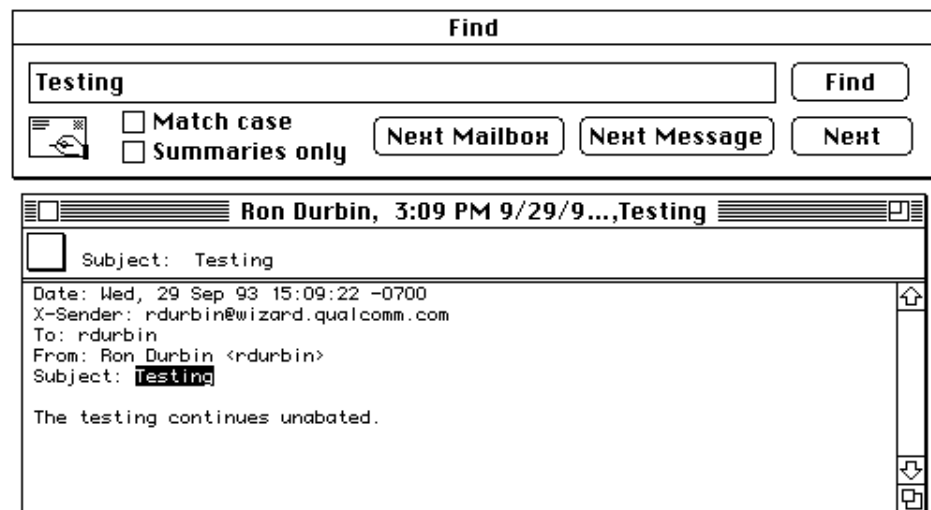 Find
Testing
Find
Match case
Summaries only
Next Mailbox
Next Message
Next
Ron Durbin, 3:09 PM 9/29/9...,Testing
Subject: Testing
Date: Wed, 29 Sep 93 15:09:22 -0700
X-Sender: rdurbin@wizard.qualcomm.com
To: rdurbin
From: Ron Durbin <rdurbin>
Subject: Testing
The testing continues unabated.